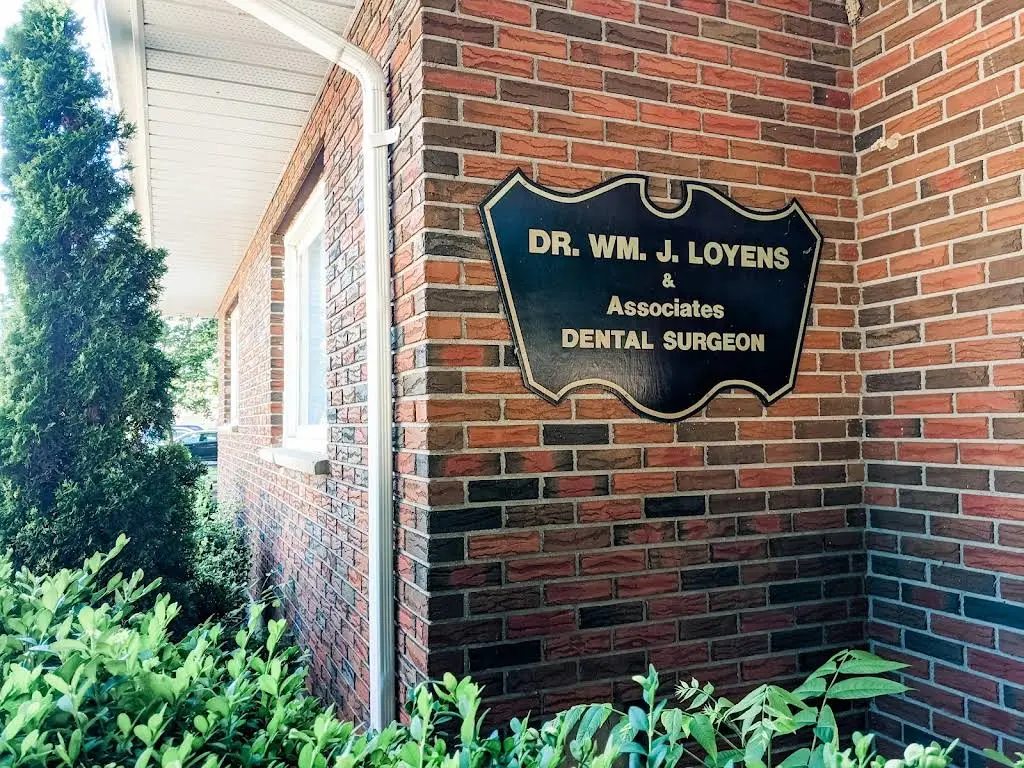 DR. WM. J. LOYENS
&
Associates
DENTAL SURGEON